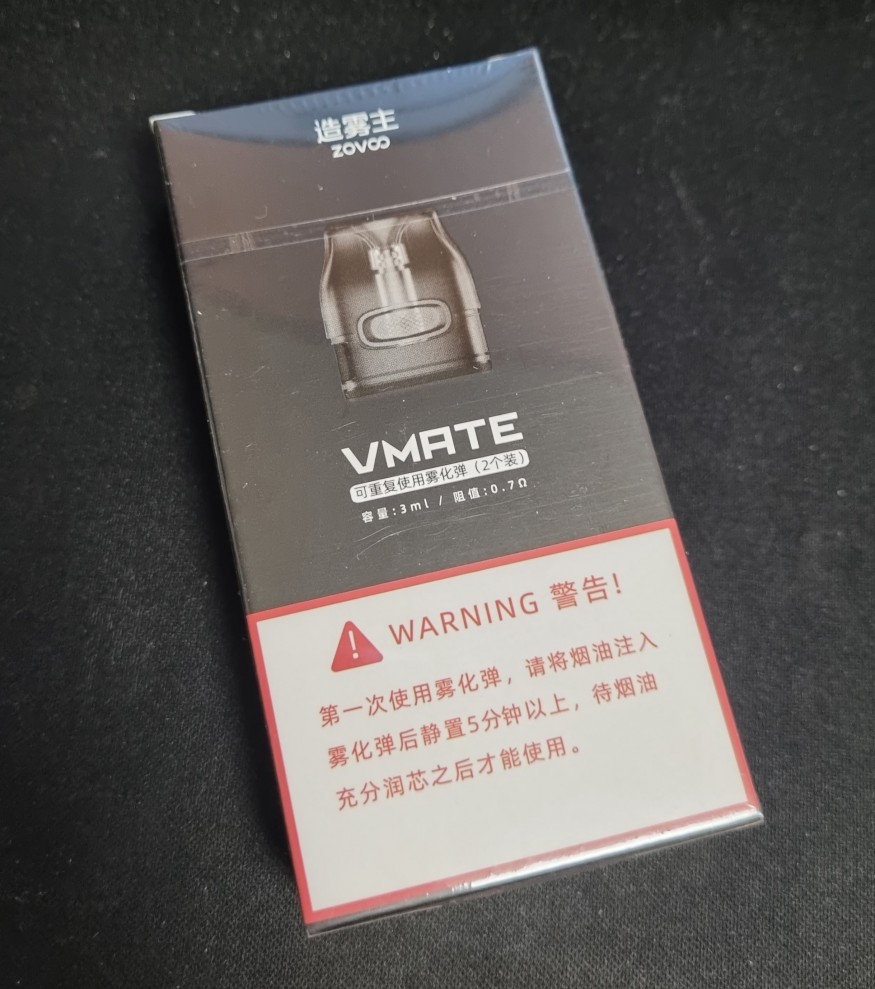 造雾主
ZOVOO
VMATE
可重复使用雾化弹（2个装）
容量:3ml / 阻值:0.7Ω
WARNING 警告!
第一次使用雾化弹，请将烟油注入
雾化弹后静置5分钟以上，待烟油
充分润芯之后才能使用。